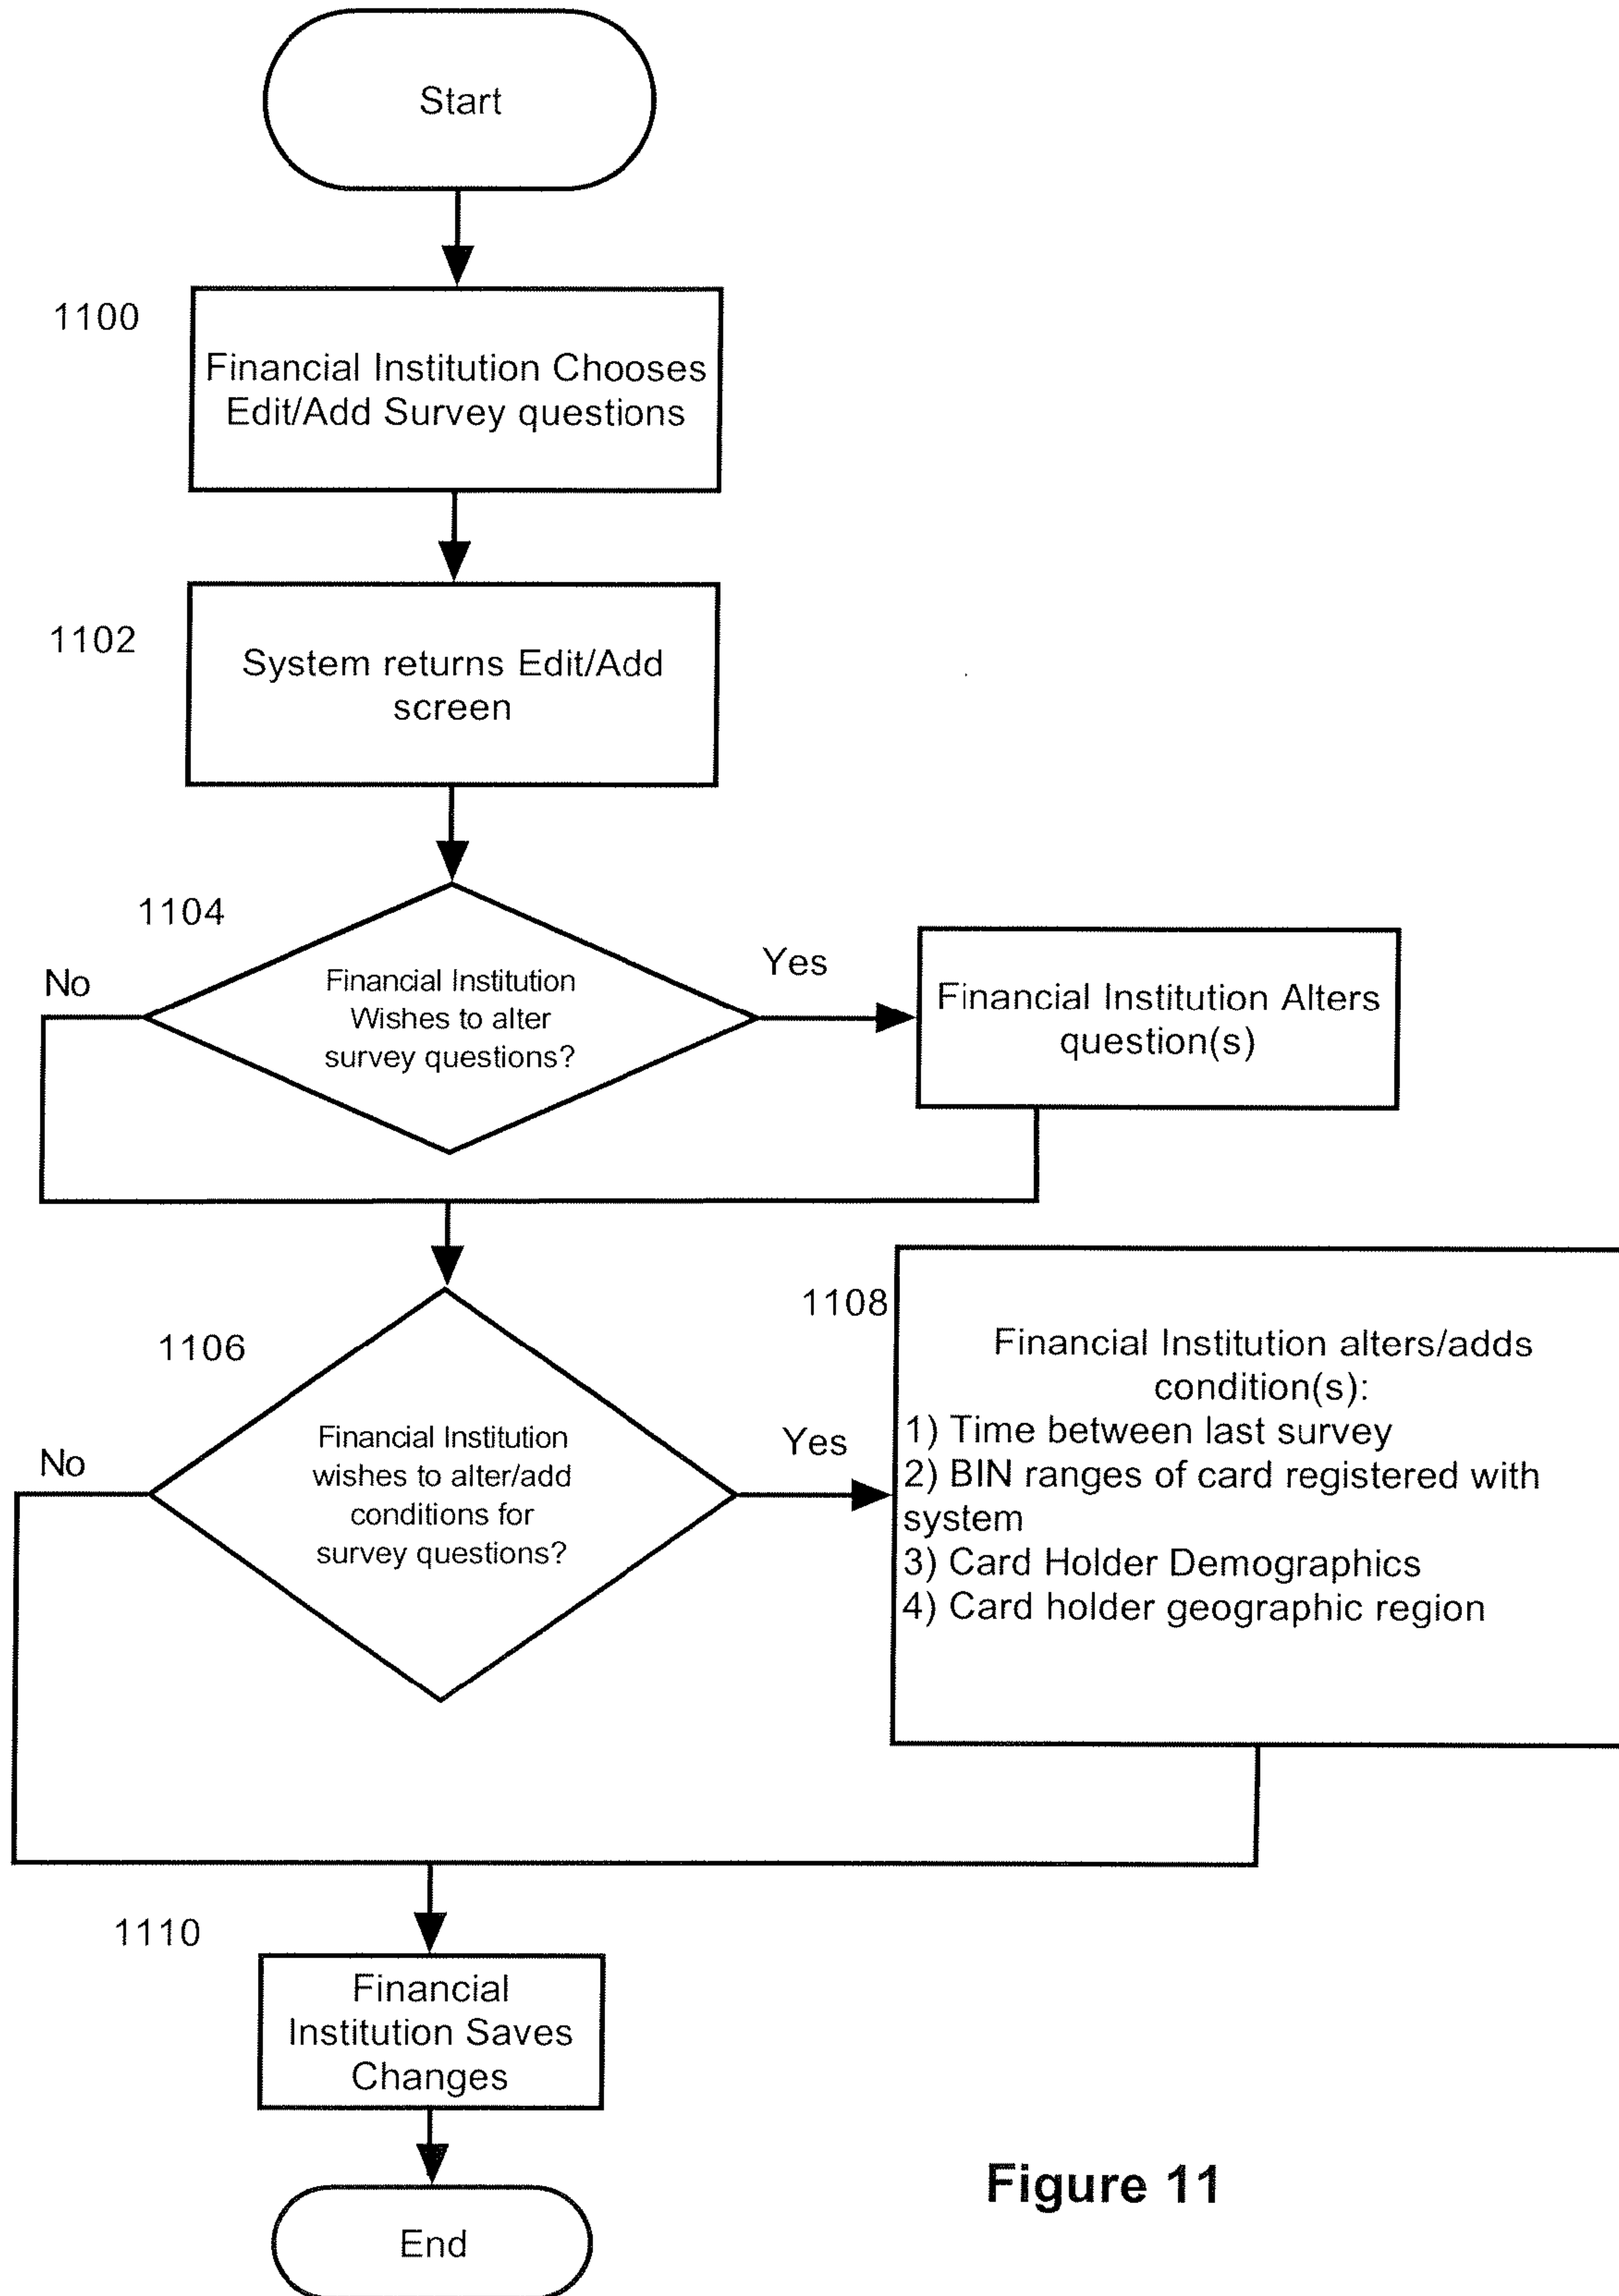 Start
1100
Financial Institution Chooses
Edit/Add Survey questions
1102
System returns Edit/Add
screen
1104
No
Financial Institution
Wishes to alter
survey questions?
Yes
Financial Institution Alters
question(s)
1106
No
Financial Institution
wishes to alter/add
conditions for
survey questions?
Yes
1108
Financial Institution alters/adds
condition(s):
1) Time between last survey
2) BIN ranges of card registered with
system
3) Card Holder Demographics
4) Card holder geographic region
1110
Financial
Institution Saves
Changes
End
Figure 11